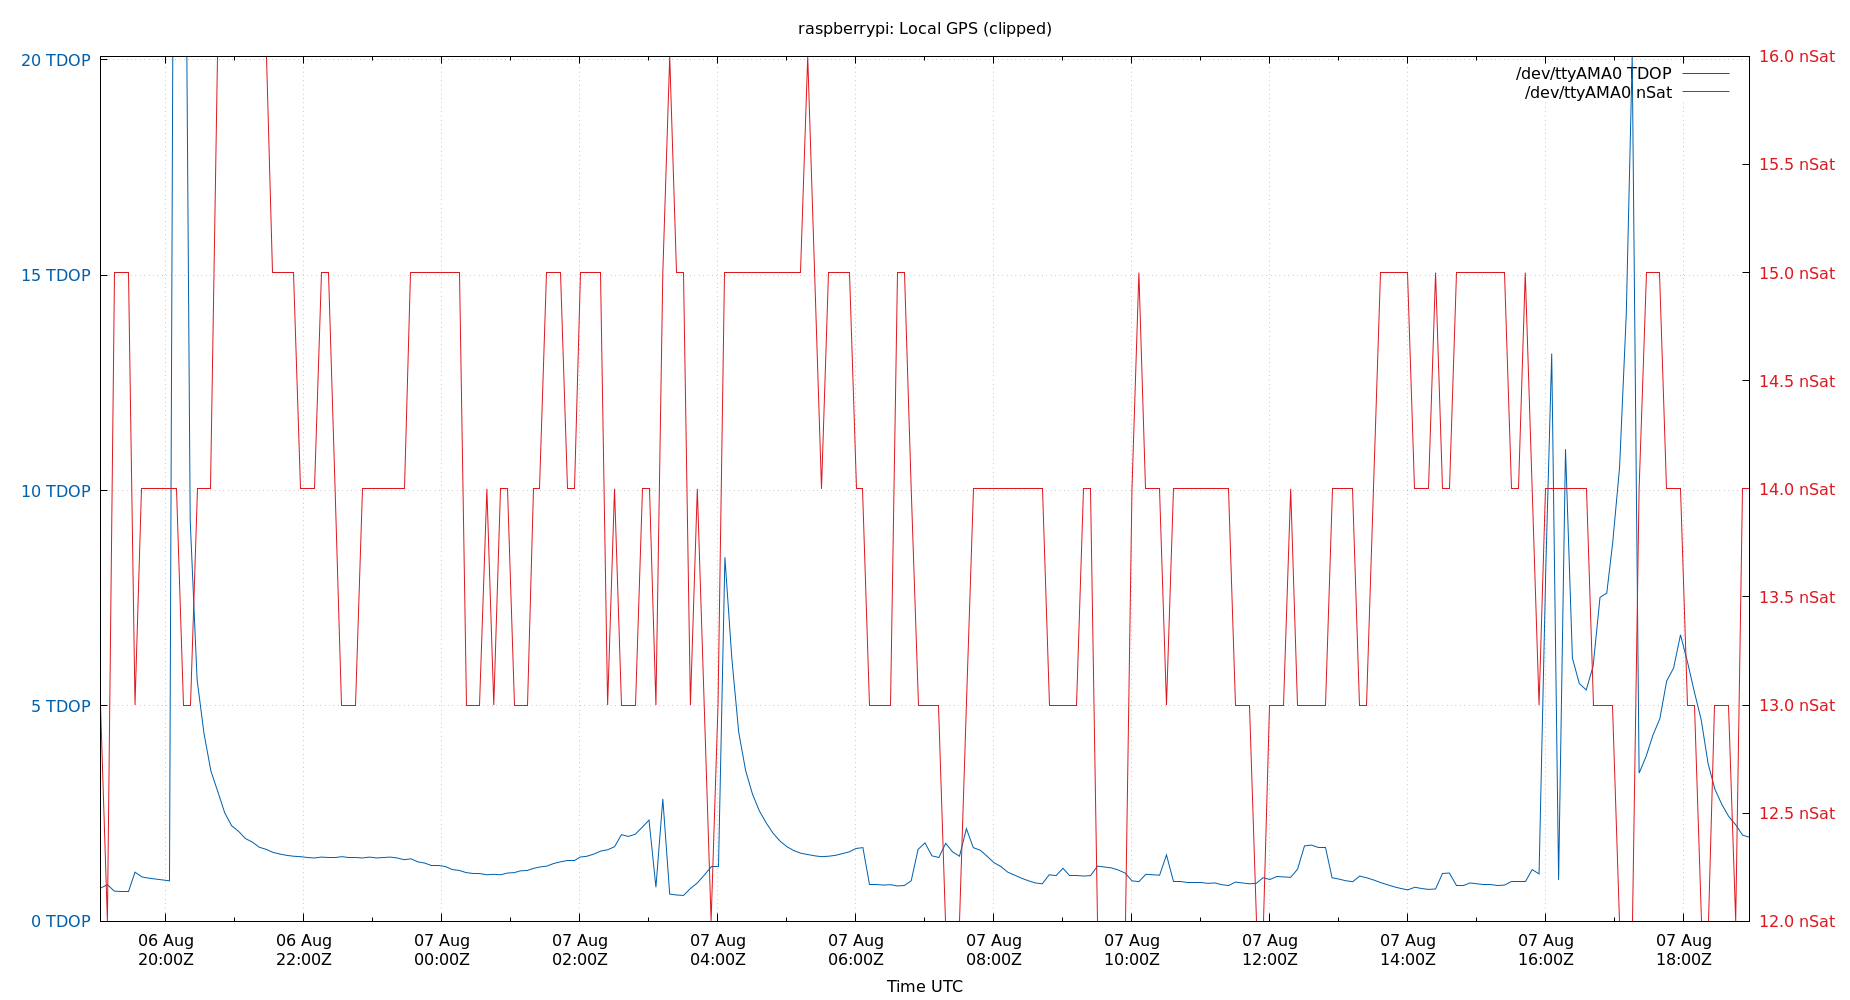 raspberrypi: Local GPS (clipped)
20 TDOP
15 TDOP
10 TDOP
5 TDOP
0 TDOP
16.0 nSat
15.5 nSat
15.0 nSat
14.5 nSat
14.0 nSat
13.5 nSat
13.0 nSat
12.5 nSat
12.0 nSat
/dev/ttyAMA0 TDOP
/dev/ttyAMA0 nSat
06 Aug 06 Aug 07 Aug 07 Aug 07 Aug 07 Aug 07 Aug 07 Aug 07 Aug 07 Aug 07 Aug 07 Aug
20:00Z 22:00Z 00:00Z 02:00Z 04:00Z 06:00Z 08:00Z 10:00Z 12:00Z 14:00Z 16:00Z 18:00Z
Time UTC